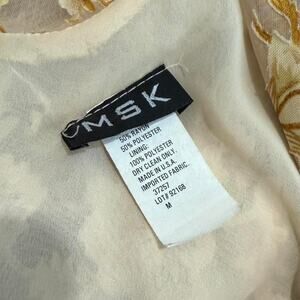 MSK
50% RAYON
50% POLYESTER
LINING:
100% POLYESTER
DRY CLEAN ONLY
MADE IN U.S.A.
IMPORTED FABRIC
37257
LOT# 92168
M